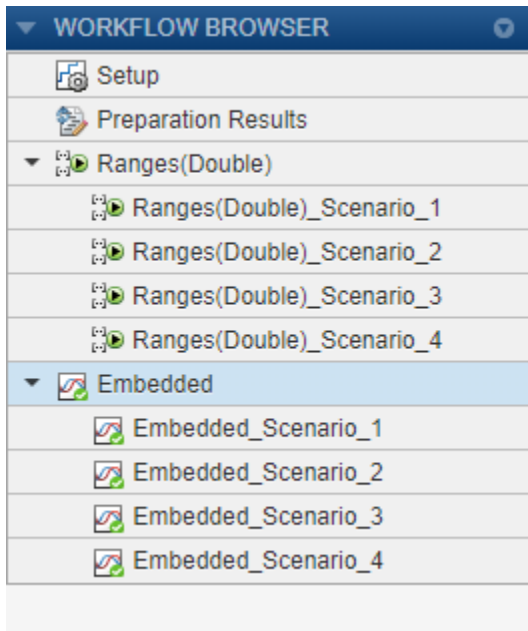 WORKFLOW BROWSER
Setup
Preparation Results
Ranges(Double)
Ranges(Double)_Scenario_1
Ranges(Double)_Scenario_2
Ranges(Double)_Scenario_3
Ranges(Double)_Scenario_4
Embedded
Embedded_Scenario_1
Embedded_Scenario_2
Embedded_Scenario_3
Embedded_Scenario_4